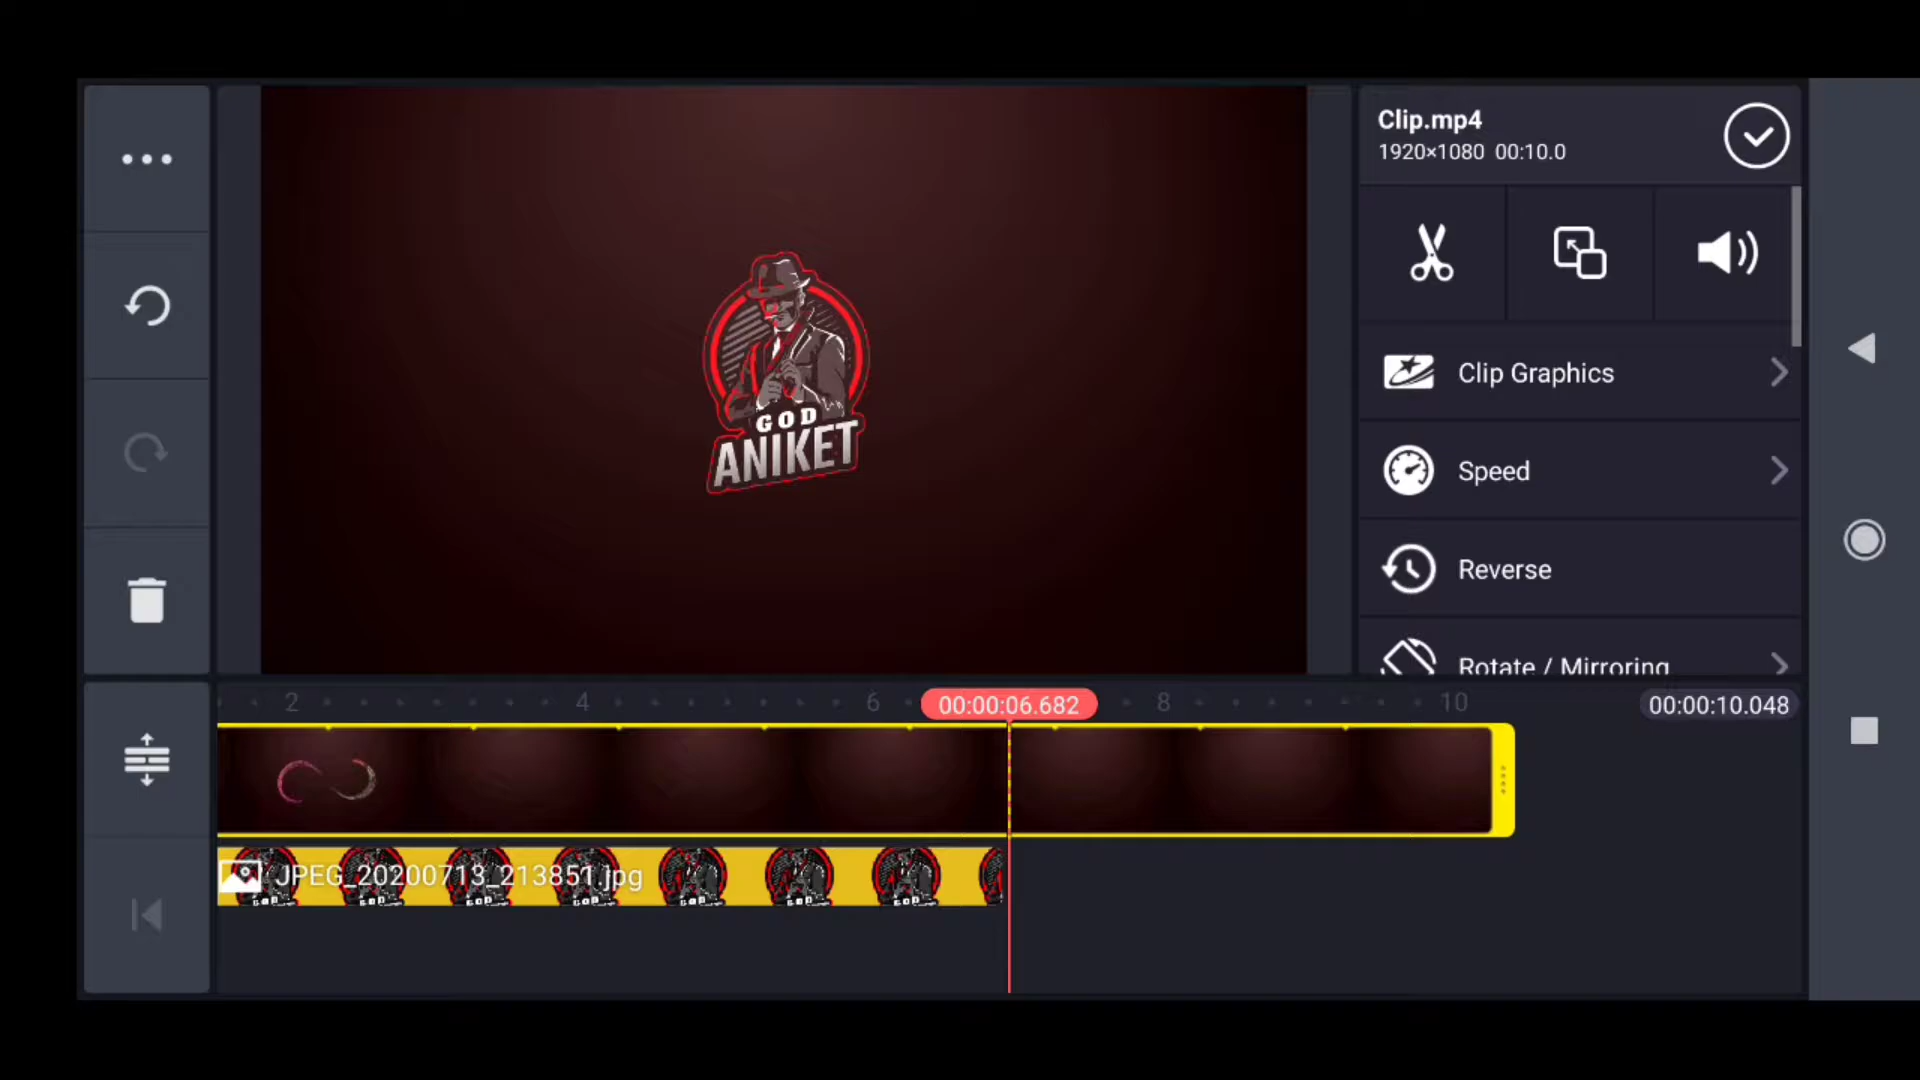 Clip.mp4
1920×1080 00:10.0
GOD
ANIKET
Clip Graphics
Speed
Reverse
Rotate / Mirroring
2 4 6 00:00:06.682 8 10 00:00:10.048
JPEG_20200713_213851.jpg